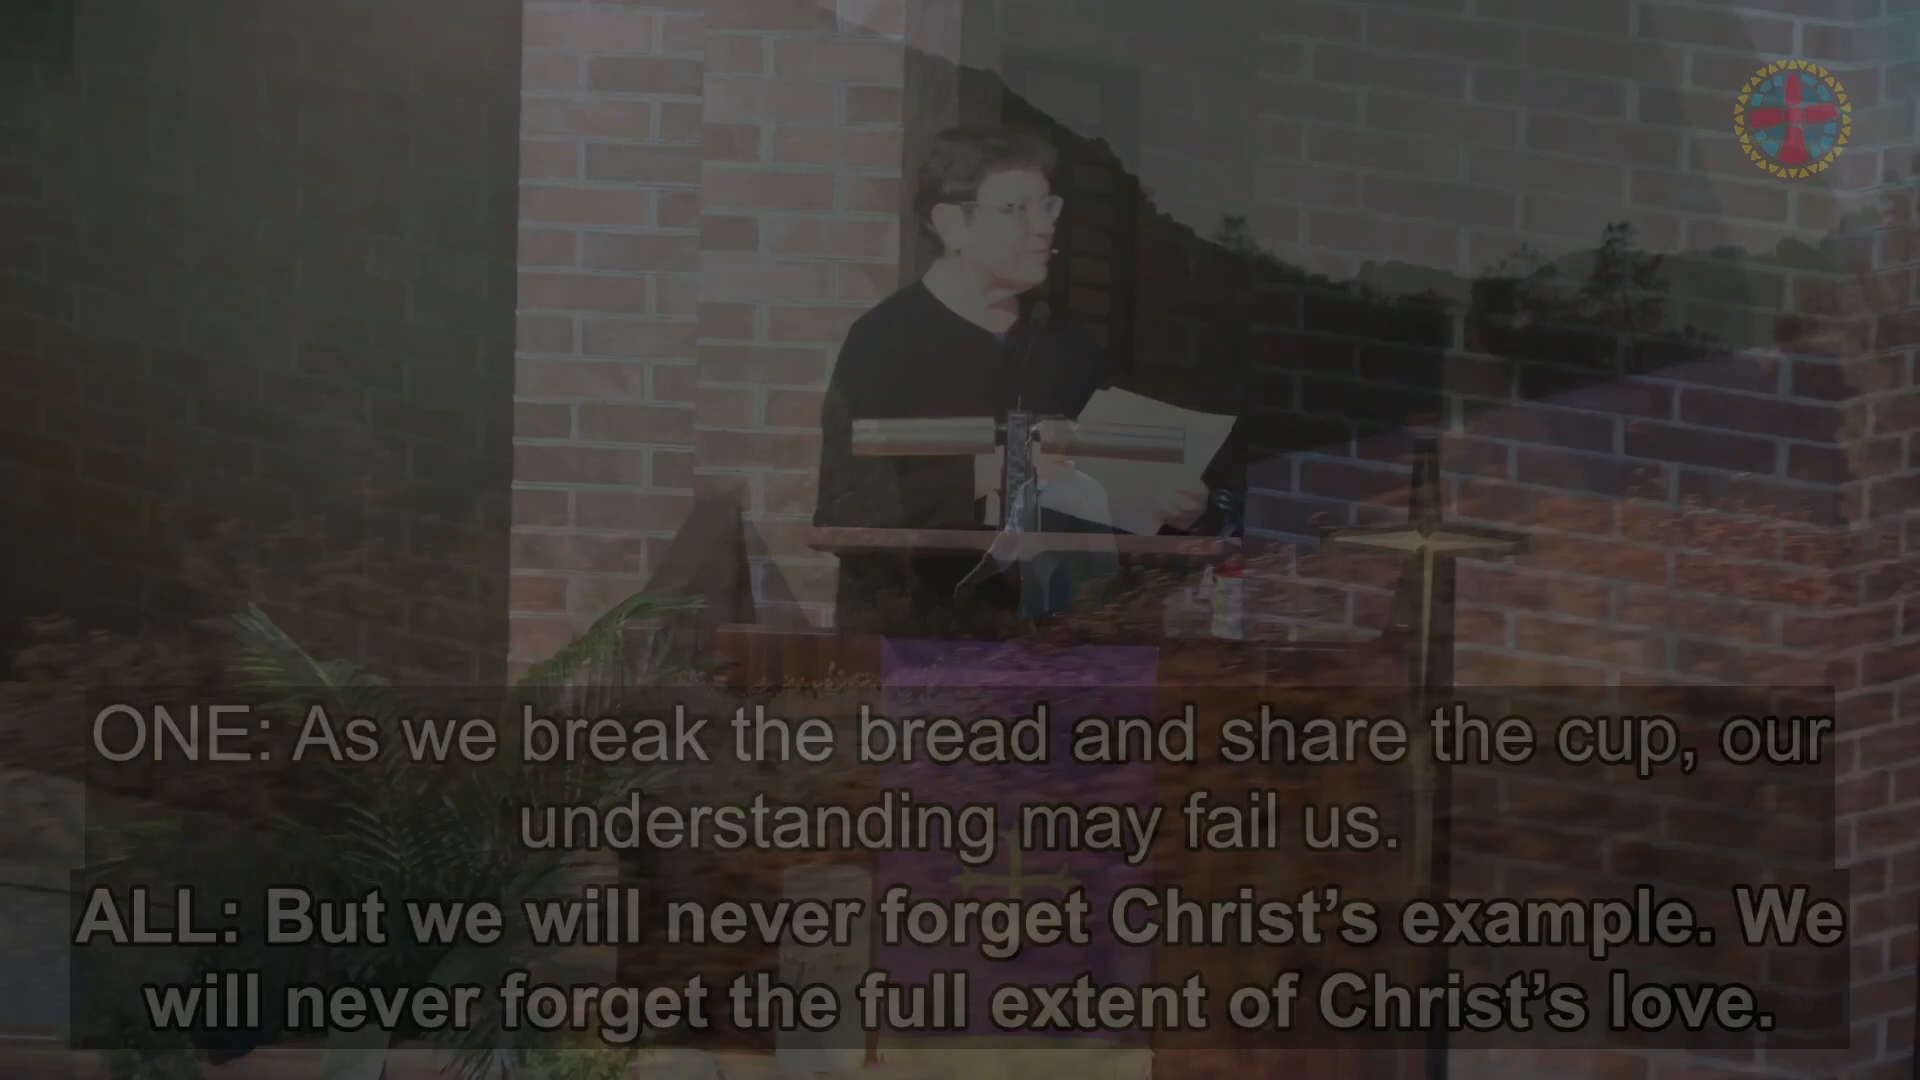 ONE: As we break the bread and share the cup, our
understanding may fail us.
ALL: But we will never forget Christ’s example. We
will never forget the full extent of Christ’s love.